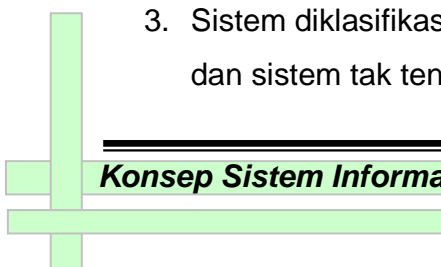 3. Sistem diklasifikas
dan sistem tak ten
Konsep Sistem Informa